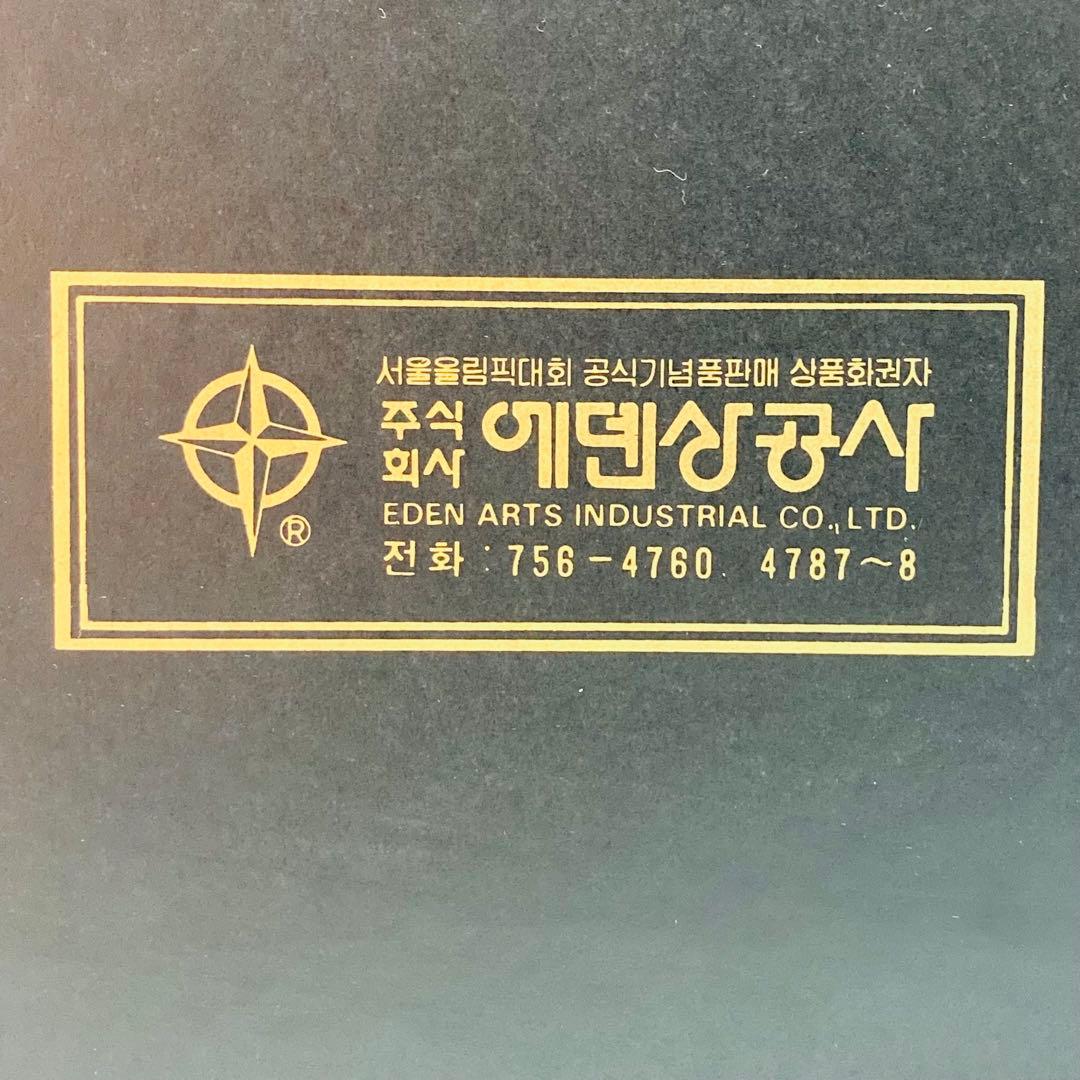 서울올림픽대회 공식기념품판매 상품화권자
주식회사 에덴상공사
EDEN ARTS INDUSTRIAL CO., LTD.
전화 : 756-4760. 4787~8
®